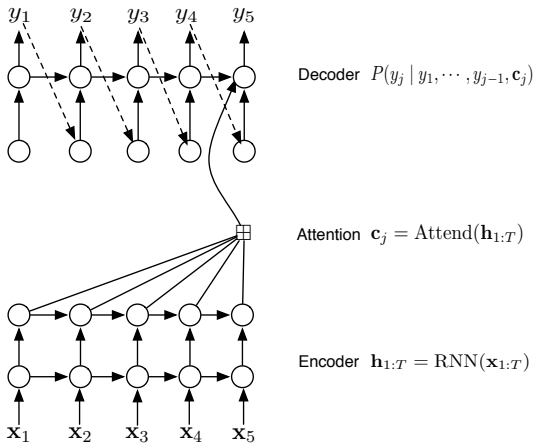 y₁ y₂ y₃ y₄ y₅
Decoder P(yⱼ | y₁, ⋯ , yⱼ₋₁, 𝐜ⱼ)
Attention 𝐜ⱼ = Attend(𝐡₁:T)
Encoder 𝐡₁:T = RNN(𝐱₁:T)
𝐱₁ 𝐱₂ 𝐱₃ 𝐱₄ 𝐱₅